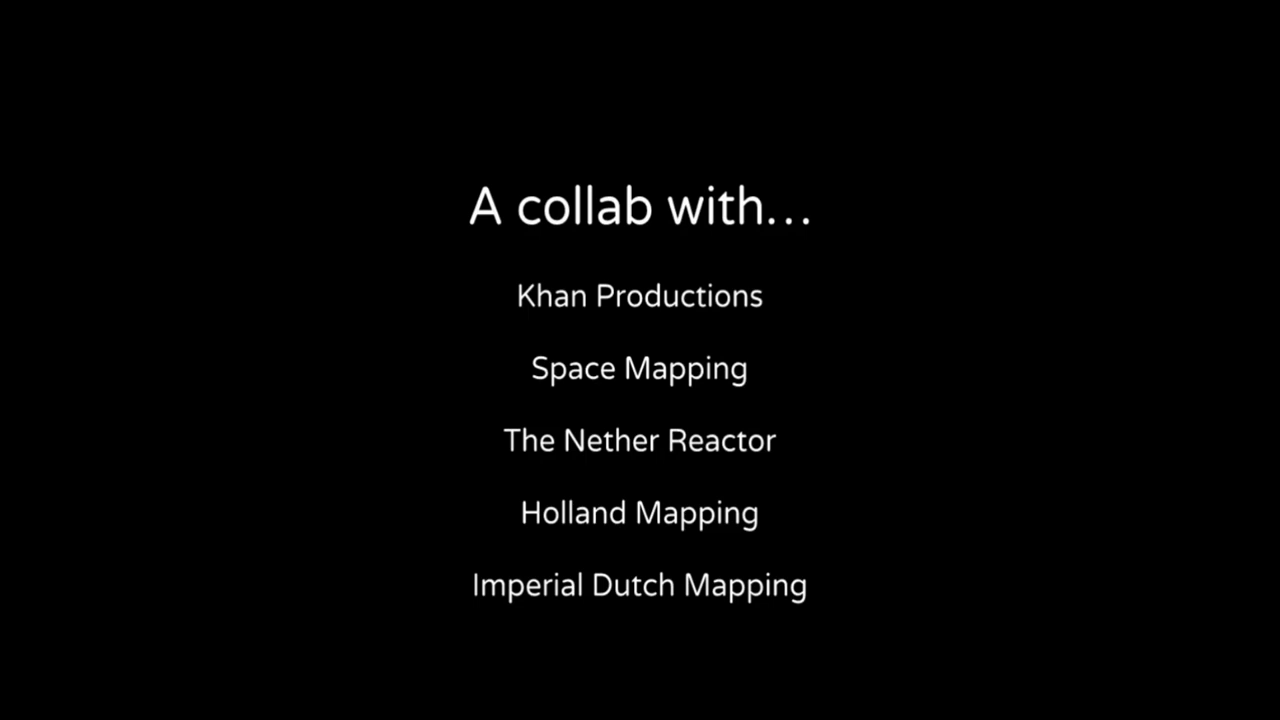 A collab with...
Khan Productions
Space Mapping
The Nether Reactor
Holland Mapping
Imperial Dutch Mapping